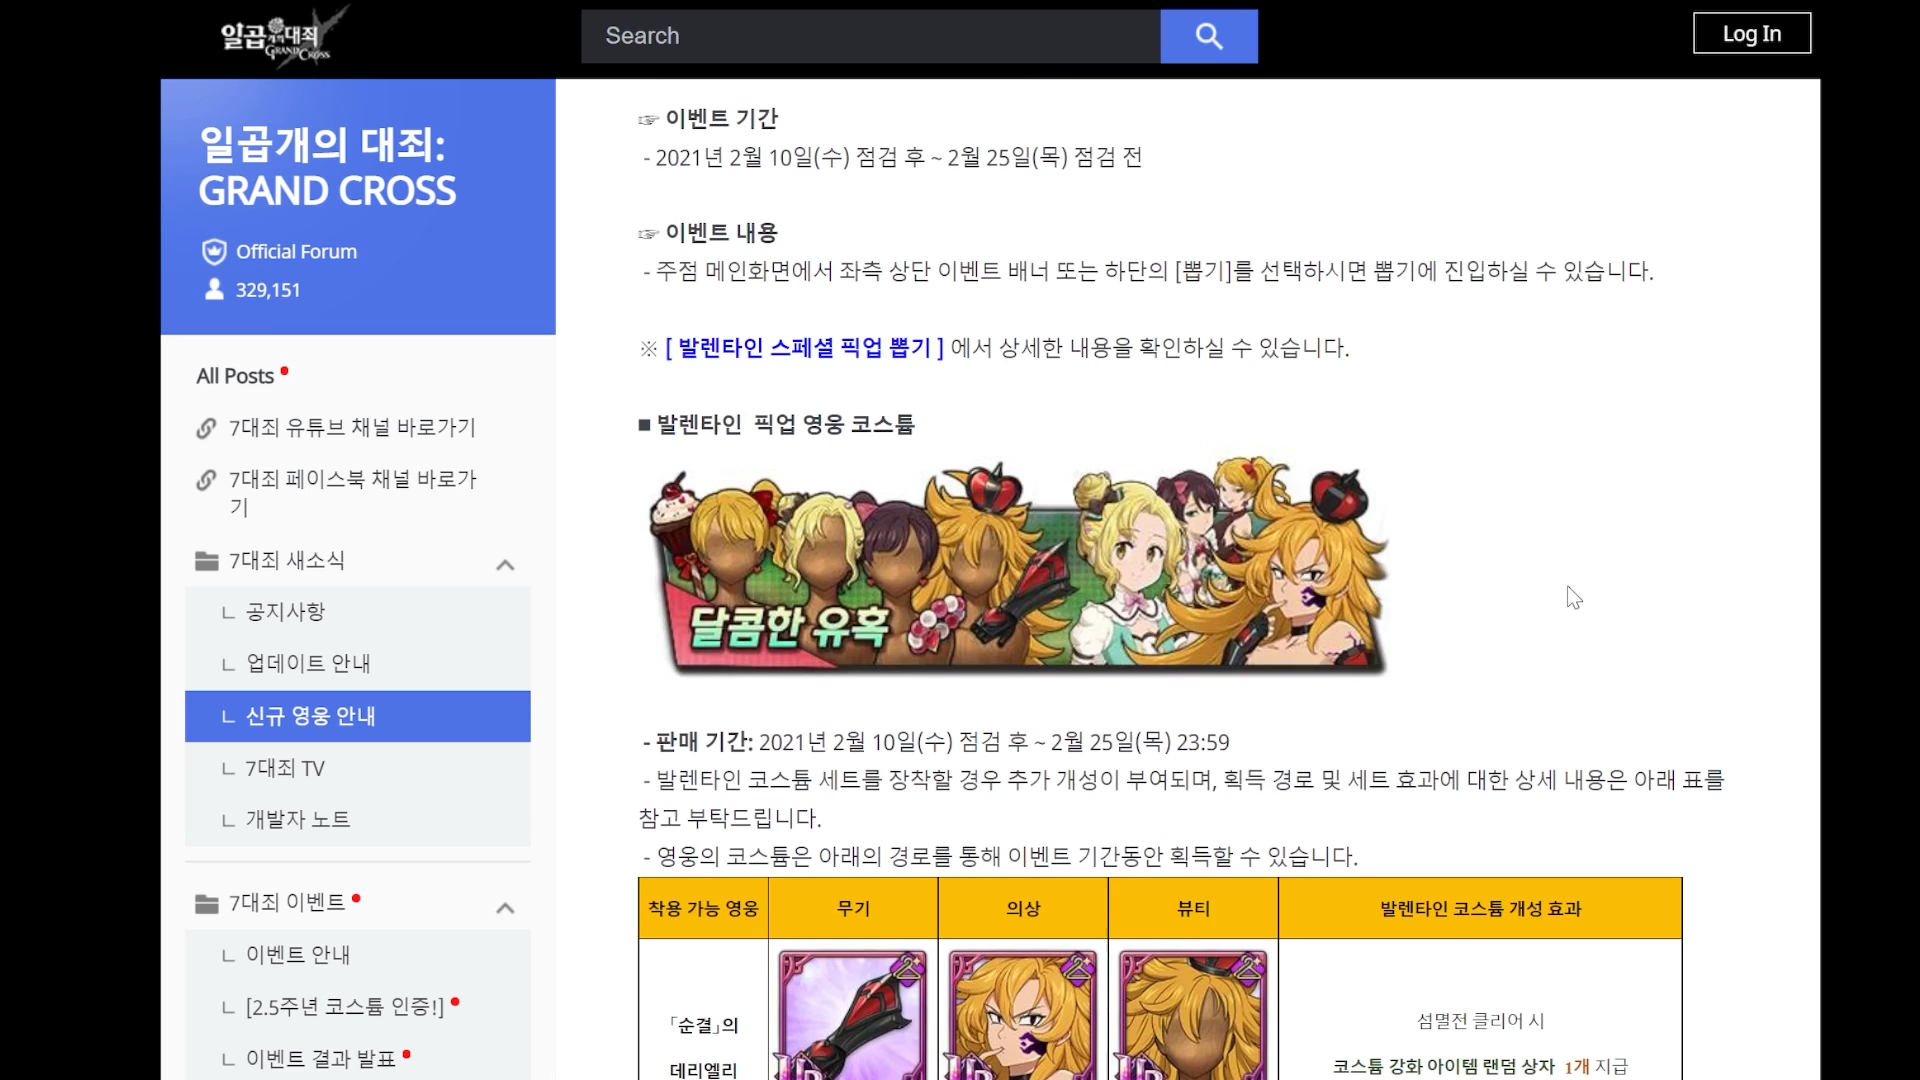 일곱개의대죄
GRAND CROSS
Search
Log In
일곱개의 대죄:
GRAND CROSS
Official Forum
329,151
All Posts
7대죄 유튜브 채널 바로가기
7대죄 페이스북 채널 바로가
기
7대죄 새소식
ㄴ 공지사항
ㄴ 업데이트 안내
ㄴ 신규 영웅 안내
ㄴ 7대죄 TV
ㄴ 개발자 노트
7대죄 이벤트
ㄴ 이벤트 안내
ㄴ [2.5주년 코스튬 인증!]
ㄴ 이벤트 결과 발표
☞ 이벤트 기간
- 2021년 2월 10일(수) 점검 후 ~ 2월 25일(목) 점검 전
☞ 이벤트 내용
- 주점 메인화면에서 좌측 상단 이벤트 배너 또는 하단의 [뽑기]를 선택하시면 뽑기에 진입하실 수 있습니다.
※ [ 발렌타인 스페셜 픽업 뽑기 ] 에서 상세한 내용을 확인하실 수 있습니다.
■ 발렌타인 픽업 영웅 코스튬
달콤한 유혹
- 판매 기간: 2021년 2월 10일(수) 점검 후 ~ 2월 25일(목) 23:59
- 발렌타인 코스튬 세트를 장착할 경우 추가 개성이 부여되며, 획득 경로 및 세트 효과에 대한 상세 내용은 아래 표를
참고 부탁드립니다.
- 영웅의 코스튬은 아래의 경로를 통해 이벤트 기간동안 획득할 수 있습니다.
착용 가능 영웅 무기 의상 뷰티 발렌타인 코스튬 개성 효과
「순결」의
데리엘리
UR UR UR
섬멸전 클리어 시
코스튬 강화 아이템 랜덤 상자 1개 지급